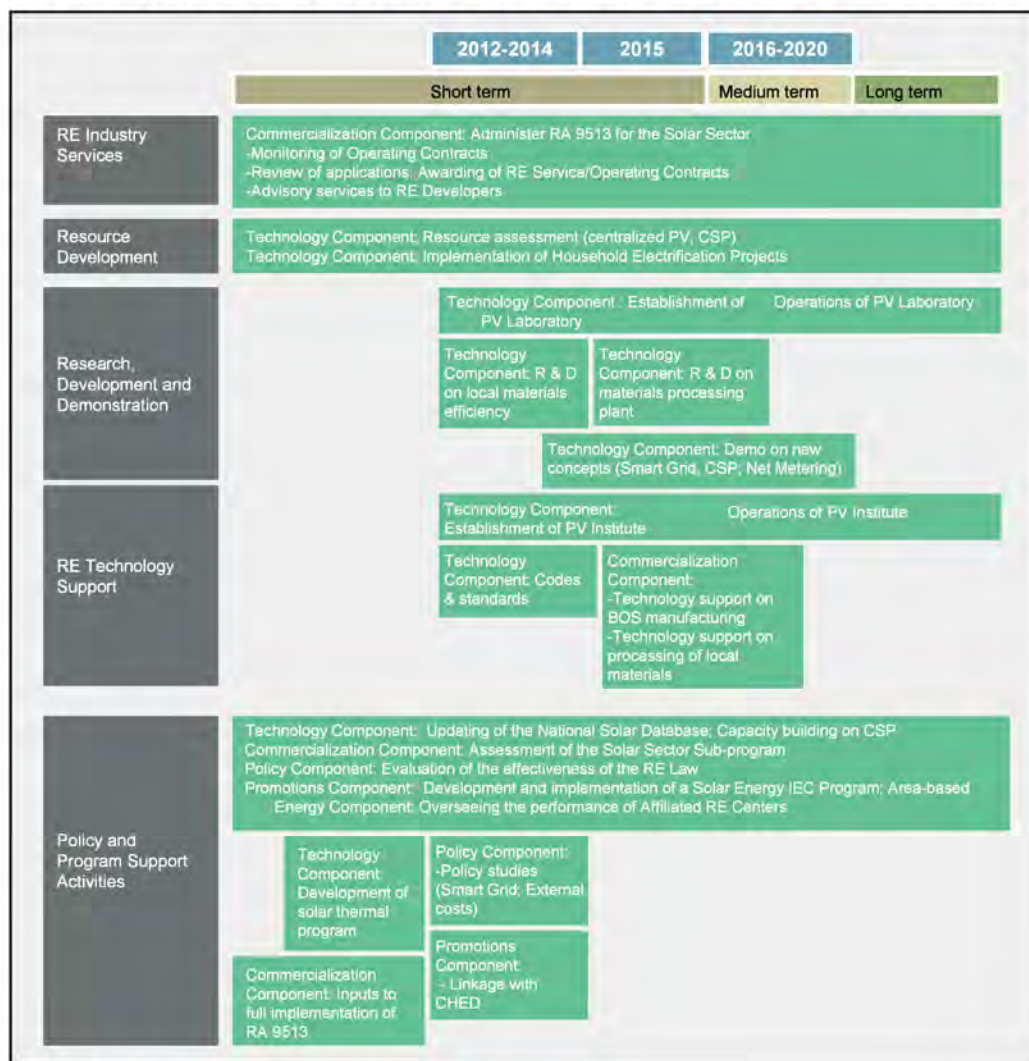 2012-2014
2015
2016-2020
Short term
Medium term
Long term
RE Industry
Services
Commercialization Component: Administer RA 9513 for the Solar Sector
-Monitoring of Operating Contracts
-Review of applications, Awarding of RE Service/Operating Contracts
-Advisory services to RE Developers
Resource
Development
Technology Component: Resource assessment (centralized PV, CSP)
Technology Component: Implementation of Household Electrification Projects
Research,
Development and
Demonstration
Technology Component : Establishment of
PV Laboratory
Operations of PV Laboratory
Technology
Component: R & D
on local materials
efficiency
Technology
Component: R & D on
materials processing
plant
Technology Component: Demo on new
concepts (Smart Grid, CSP; Net Metering)
RE Technology
Support
Technology Component:
Establishment of PV Institute
Operations of PV Institute
Technology
Component: Codes
& standards
Commercialization
Component:
-Technology support on
BOS manufacturing
-Technology support on
processing of local
materials
Policy and
Program Support
Activities
Technology Component: Updating of the National Solar Database; Capacity building on CSP
Commercialization Component: Assessment of the Solar Sector Sub-program
Policy Component: Evaluation of the effectiveness of the RE Law
Promotions Component: Development and implementation of a Solar Energy IEC Program; Area-based
Energy Component: Overseeing the performance of Affiliated RE Centers
Technology
Component:
Development of
solar thermal
program
Policy Component:
-Policy studies
(Smart Grid; External
costs)
Commercialization
Component: Inputs to
full implementation of
RA 9513
Promotions
Component:
- Linkage with
CHED